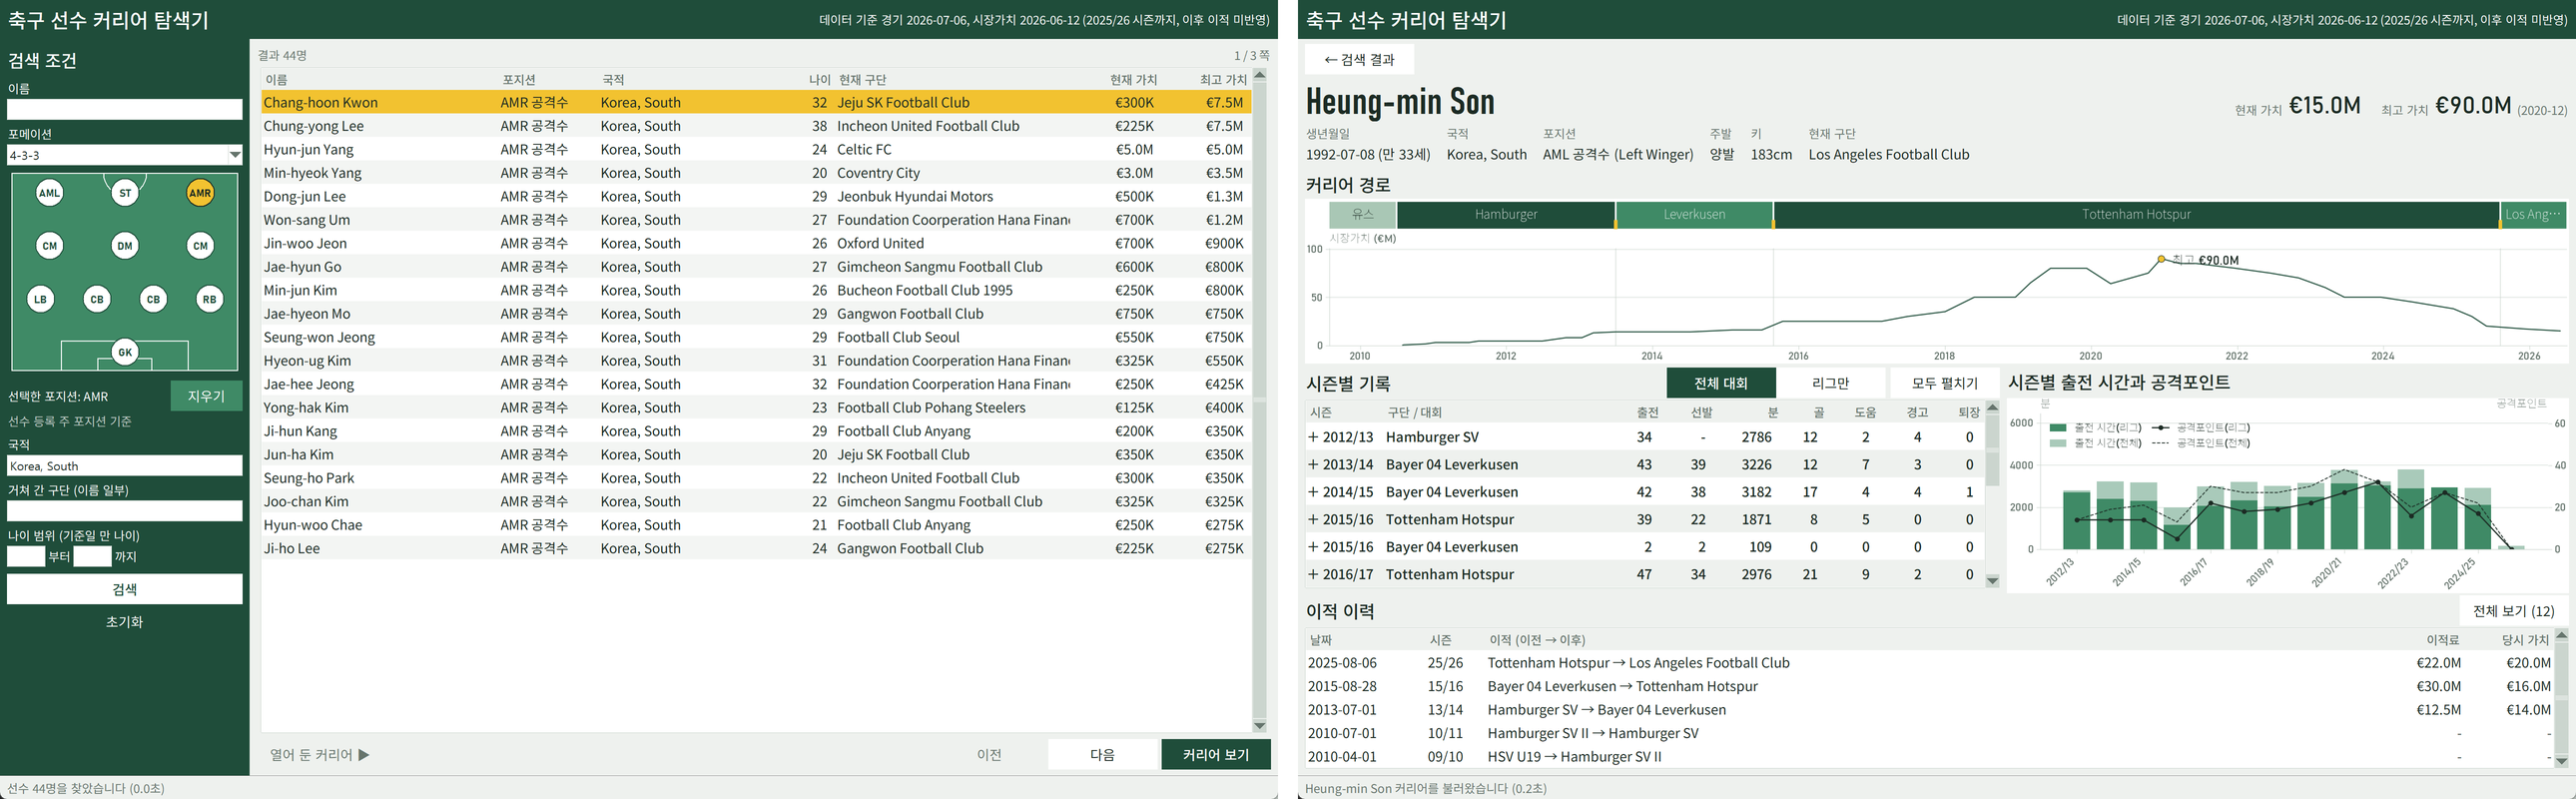 축구 선수 커리어 탐색기
데이터 기준 경기 2026-07-06, 시장가치 2026-06-12 (2025/26 시즌까지, 이후 이적 미반영)
검색 조건
이름
포메이션
4-3-3
AML ST AMR
CM DM CM
LB CB CB RB
GK
선택한 포지션: AMR 지우기
선수 등록 주 포지션 기준
국적
Korea, South
거쳐 간 구단 (이름 일부)
나이 범위 (기준일 만 나이)
부터 까지
검색
초기화
결과 44명 1 / 3 쪽
이름 포지션 국적 나이 현재 구단 현재 가치 최고 가치
Chang-hoon Kwon AMR 공격수 Korea, South 32 Jeju SK Football Club €300K €7.5M
Chung-yong Lee AMR 공격수 Korea, South 38 Incheon United Football Club €225K €7.5M
Hyun-jun Yang AMR 공격수 Korea, South 24 Celtic FC €5.0M €5.0M
Min-hyeok Yang AMR 공격수 Korea, South 20 Coventry City €3.0M €3.5M
Dong-jun Lee AMR 공격수 Korea, South 29 Jeonbuk Hyundai Motors €500K €1.3M
Won-sang Um AMR 공격수 Korea, South 27 Foundation Coorperation Hana Finan €700K €1.2M
Jin-woo Jeon AMR 공격수 Korea, South 26 Oxford United €700K €900K
Jae-hyun Go AMR 공격수 Korea, South 27 Gimcheon Sangmu Football Club €600K €800K
Min-jun Kim AMR 공격수 Korea, South 26 Bucheon Football Club 1995 €250K €800K
Jae-hyeon Mo AMR 공격수 Korea, South 29 Gangwon Football Club €750K €750K
Seung-won Jeong AMR 공격수 Korea, South 29 Football Club Seoul €550K €750K
Hyeon-ug Kim AMR 공격수 Korea, South 31 Foundation Coorperation Hana Finan €325K €550K
Jae-hee Jeong AMR 공격수 Korea, South 32 Foundation Coorperation Hana Finan €250K €425K
Yong-hak Kim AMR 공격수 Korea, South 23 Football Club Pohang Steelers €125K €400K
Ji-hun Kang AMR 공격수 Korea, South 29 Football Club Anyang €200K €350K
Jun-ha Kim AMR 공격수 Korea, South 20 Jeju SK Football Club €350K €350K
Seung-ho Park AMR 공격수 Korea, South 22 Incheon United Football Club €300K €350K
Joo-chan Kim AMR 공격수 Korea, South 22 Gimcheon Sangmu Football Club €325K €325K
Hyun-woo Chae AMR 공격수 Korea, South 21 Football Club Anyang €250K €275K
Ji-ho Lee AMR 공격수 Korea, South 24 Gangwon Football Club €225K €275K
열어 둔 커리어 ▶ 이전 다음 커리어 보기
선수 44명을 찾았습니다 (0.0초)
축구 선수 커리어 탐색기
데이터 기준 경기 2026-07-06, 시장가치 2026-06-12 (2025/26 시즌까지, 이후 이적 미반영)
← 검색 결과
Heung-min Son 현재 가치 €15.0M 최고 가치 €90.0M (2020-12)
생년월일 국적 포지션 주발 키 현재 구단
1992-07-08 (만 33세) Korea, South AML 공격수 (Left Winger) 양발 183cm Los Angeles Football Club
커리어 경로
유스 Hamburger Leverkusen Tottenham Hotspur Los Ang…
시장가치 (€M)
100
최고 €90.0M
50
0
2010 2012 2014 2016 2018 2020 2022 2024 2026
시즌별 기록 전체 대회 리그만 모두 펼치기
시즌 구단 / 대회 출전 선발 분 골 도움 경고 퇴장
+ 2012/13 Hamburger SV 34 - 2786 12 2 4 0
+ 2013/14 Bayer 04 Leverkusen 43 39 3226 12 7 3 0
+ 2014/15 Bayer 04 Leverkusen 42 38 3182 17 4 4 1
+ 2015/16 Tottenham Hotspur 39 22 1871 8 5 0 0
+ 2015/16 Bayer 04 Leverkusen 2 2 109 0 0 0 0
+ 2016/17 Tottenham Hotspur 47 34 2976 21 9 2 0
시즌별 출전 시간과 공격포인트
분 공격포인트
6000 출전 시간(리그) 공격포인트(리그) 60
출전 시간(전체) 공격포인트(전체)
4000 40
2000 20
0 0
2012/13 2014/15 2016/17 2018/19 2020/21 2022/23 2024/25
이적 이력 전체 보기 (12)
날짜 시즌 이적 (이전 → 이후) 이적료 당시 가치
2025-08-06 25/26 Tottenham Hotspur → Los Angeles Football Club €22.0M €20.0M
2015-08-28 15/16 Bayer 04 Leverkusen → Tottenham Hotspur €30.0M €16.0M
2013-07-01 13/14 Hamburger SV → Bayer 04 Leverkusen €12.5M €14.0M
2010-07-01 10/11 Hamburger SV II → Hamburger SV - -
2010-04-01 09/10 HSV U19 → Hamburger SV II - -
Heung-min Son 커리어를 불러왔습니다 (0.2초)